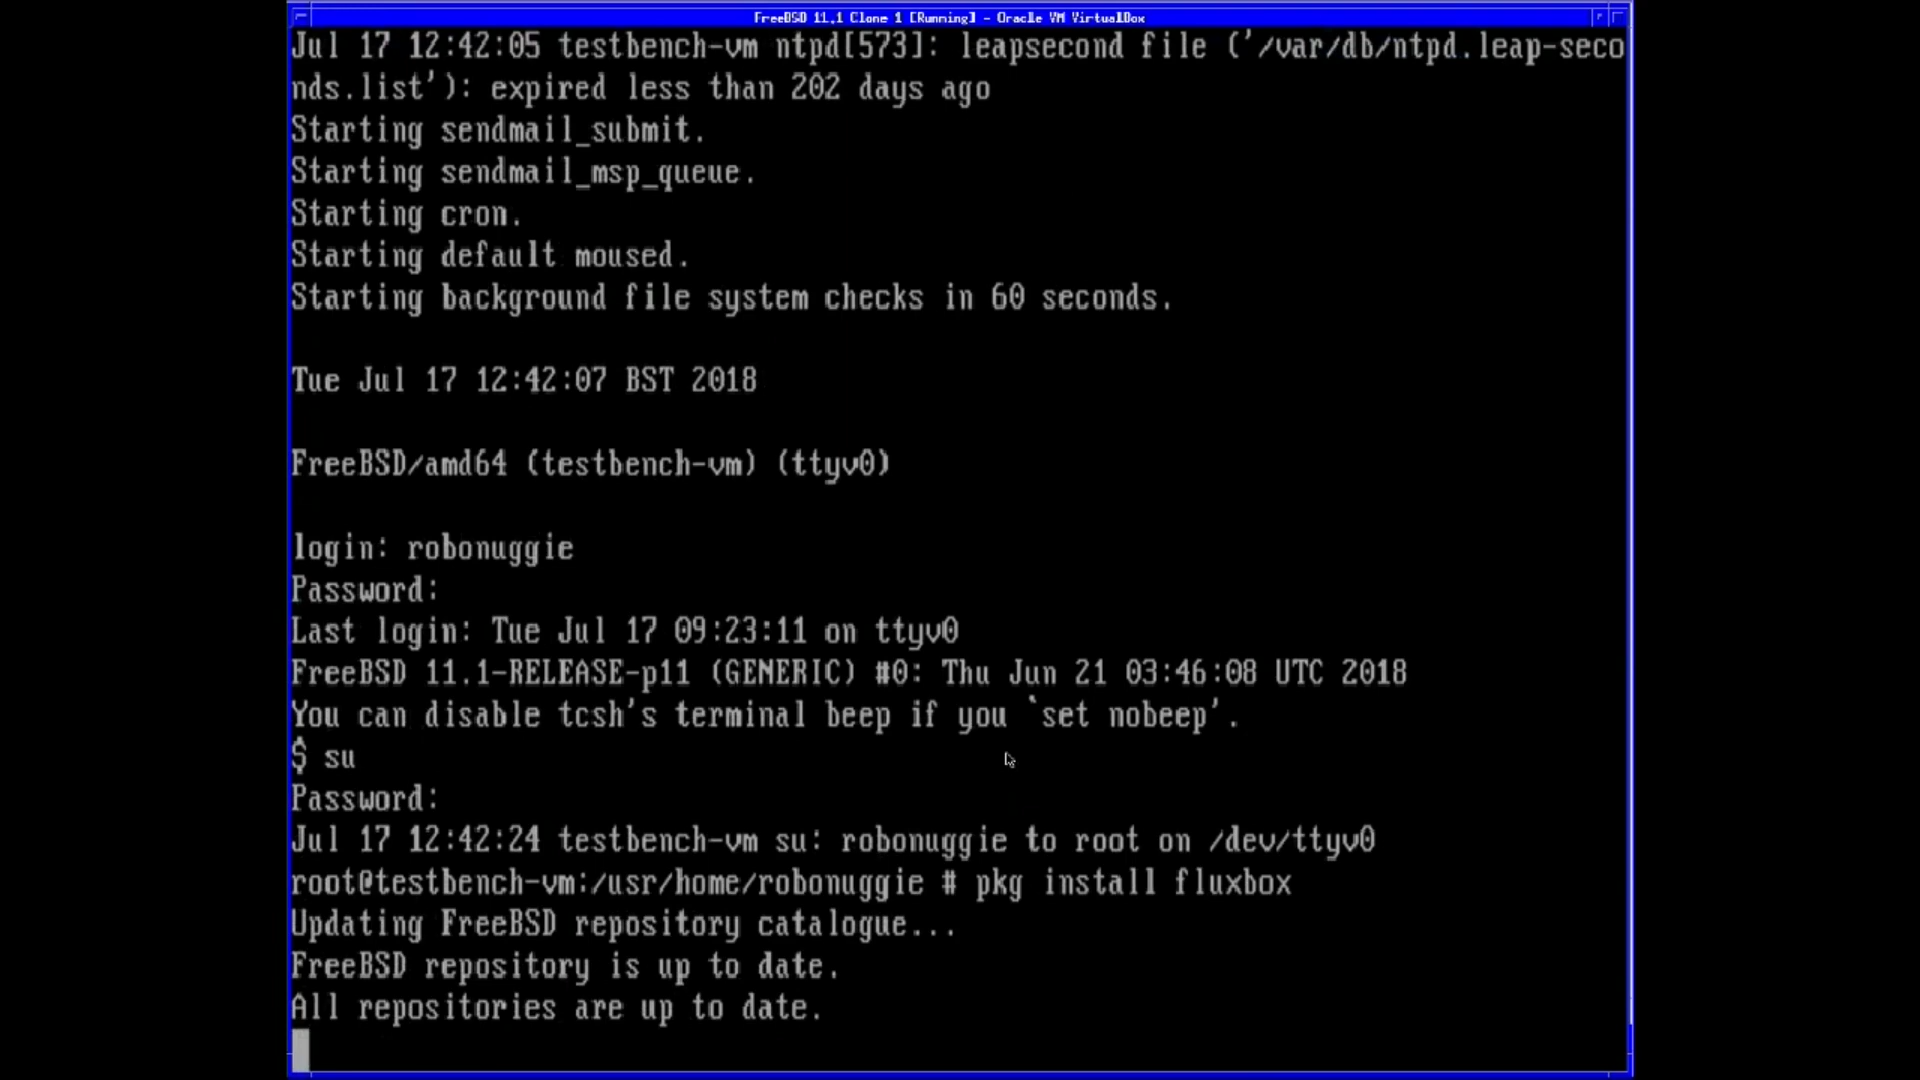 FreeBSD 11.1 Clone 1 [Running] - Oracle VM VirtualBox
Jul 17 12:42:05 testbench-vm ntpd[573]: leapsecond file ('/var/db/ntpd.leap-seco
nds.list'): expired less than 202 days ago
Starting sendmail_submit.
Starting sendmail_msp_queue.
Starting cron.
Starting default moused.
Starting background file system checks in 60 seconds.
Tue Jul 17 12:42:07 BST 2018
FreeBSD/amd64 (testbench-vm) (ttyv0)
login: robonuggie
Password:
Last login: Tue Jul 17 09:23:11 on ttyv0
FreeBSD 11.1-RELEASE-p11 (GENERIC) #0: Thu Jun 21 03:46:08 UTC 2018
You can disable tcsh's terminal beep if you `set nobeep'.
$ su
Password:
Jul 17 12:42:24 testbench-vm su: robonuggie to root on /dev/ttyv0
root@testbench-vm:/usr/home/robonuggie # pkg install fluxbox
Updating FreeBSD repository catalogue...
FreeBSD repository is up to date.
All repositories are up to date.